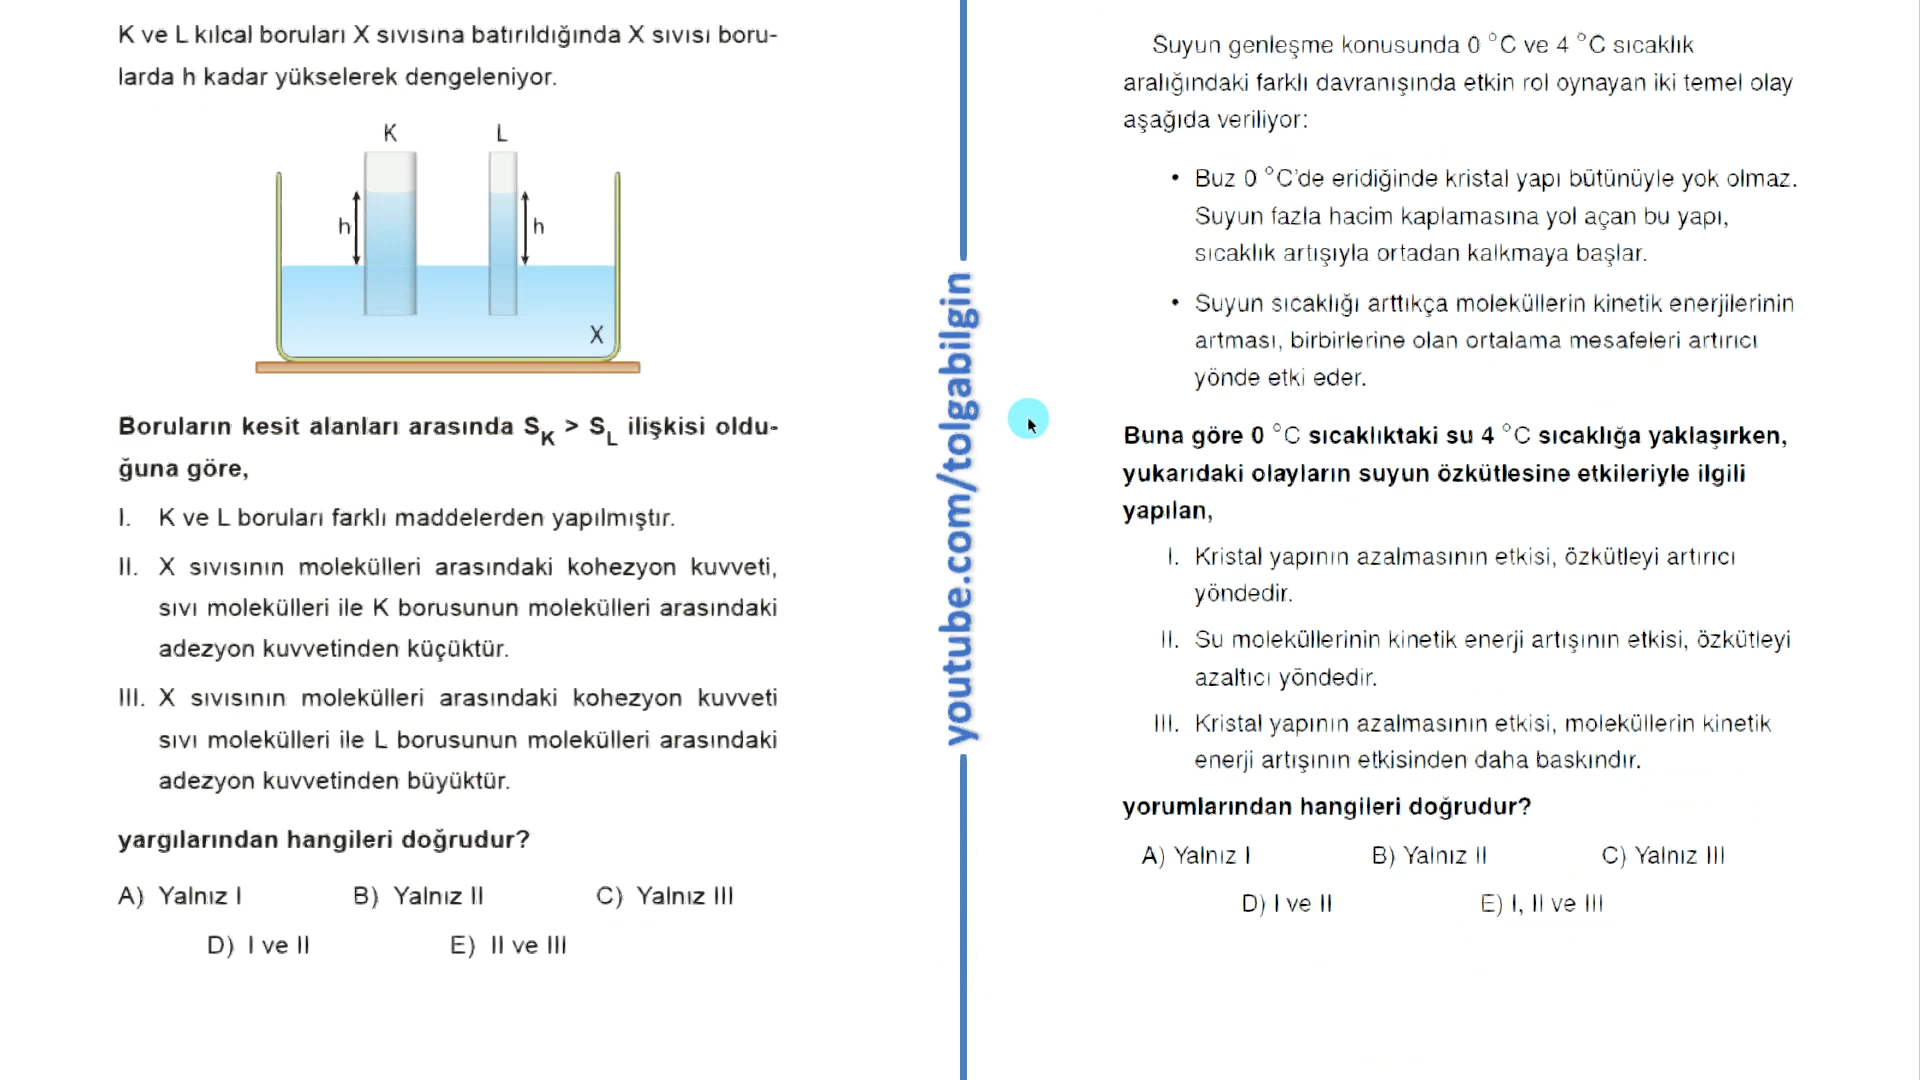 K ve L kılcal boruları X sıvısına batırıldığında X sıvısı boru-
larda h kadar yükselerek dengeleniyor.
K L
h h
X
Boruların kesit alanları arasında S_K > S_L ilişkisi oldu-
ğuna göre,
I. K ve L boruları farklı maddelerden yapılmıştır.
II. X sıvısının molekülleri arasındaki kohezyon kuvveti,
sıvı molekülleri ile K borusunun molekülleri arasındaki
adezyon kuvvetinden küçüktür.
III. X sıvısının molekülleri arasındaki kohezyon kuvveti
sıvı molekülleri ile L borusunun molekülleri arasındaki
adezyon kuvvetinden büyüktür.
yargılarından hangileri doğrudur?
A) Yalnız I B) Yalnız II C) Yalnız III
D) I ve II E) II ve III
youtube.com/tolgabilgin
Suyun genleşme konusunda 0 °C ve 4 °C sıcaklık
aralığındaki farklı davranışında etkin rol oynayan iki temel olay
aşağıda veriliyor:
• Buz 0 °C'de eridiğinde kristal yapı bütünüyle yok olmaz.
Suyun fazla hacim kaplamasına yol açan bu yapı,
sıcaklık artışıyla ortadan kalkmaya başlar.
• Suyun sıcaklığı arttıkça moleküllerin kinetik enerjilerinin
artması, birbirlerine olan ortalama mesafeleri artırıcı
yönde etki eder.
Buna göre 0 °C sıcaklıktaki su 4 °C sıcaklığa yaklaşırken,
yukarıdaki olayların suyun özkütlesine etkileriyle ilgili
yapılan,
I. Kristal yapının azalmasının etkisi, özkütleyi artırıcı
yöndedir.
II. Su moleküllerinin kinetik enerji artışının etkisi, özkütleyi
azaltıcı yöndedir.
III. Kristal yapının azalmasının etkisi, moleküllerin kinetik
enerji artışının etkisinden daha baskındır.
yorumlarından hangileri doğrudur?
A) Yalnız I B) Yalnız II C) Yalnız III
D) I ve II E) I, II ve III